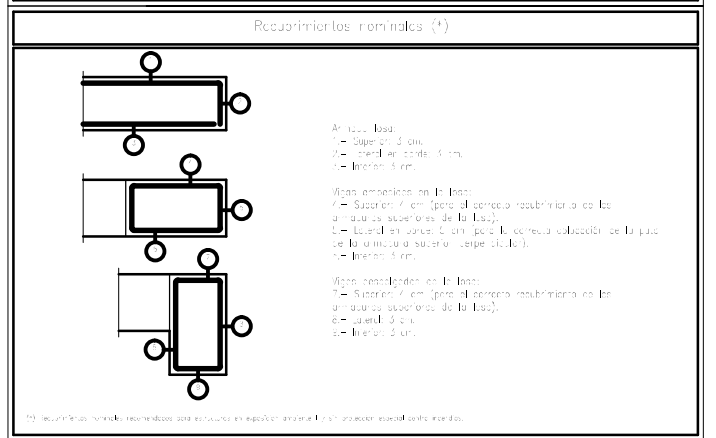 Recubrimientos nominales (*)
Armado losa:
1.- Superior: 3 cm.
2.- Lateral en borde: 3 cm.
3.- Inferior: 3 cm.
Vigas embebidas en la losa:
4.- Superior: 4 cm (para el correcto recubrimiento de las
armaduras superiores de la losa).
5.- Lateral en borde: 5 cm (para la correcta colocación de la pata
de la armadura superior perpendicular).
6.- Inferior: 3 cm.
Vigas descolgadas de la losa:
7.- Superior: 4 cm (para el correcto recubrimiento de las
armaduras superiores de la losa).
8.- Lateral: 3 cm.
9.- Inferior: 3 cm.
(*) Recubrimientos nominales recomendados para estructuras en exposición ambiente I y sin protección especial contra incendios.